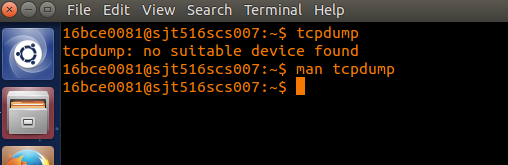 File Edit View Search Terminal Help
16bce0081@sjt516scs007:~$ tcpdump
tcpdump: no suitable device found
16bce0081@sjt516scs007:~$ man tcpdump
16bce0081@sjt516scs007:~$